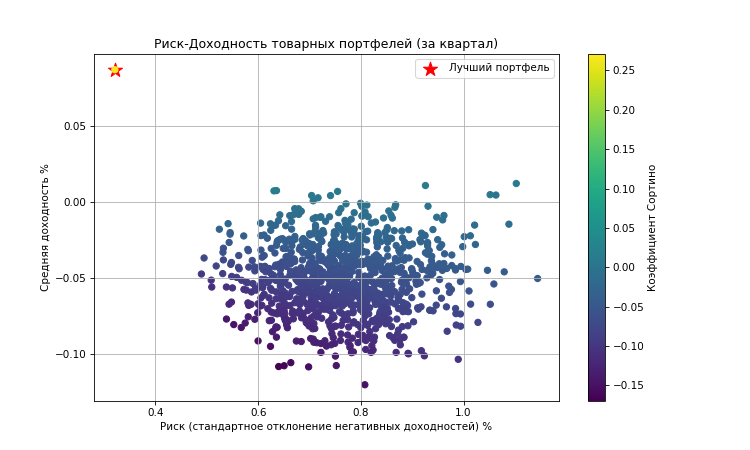 Риск-Доходность товарных портфелей (за квартал)
Лучший портфель
Средняя доходность %
0.05
0.00
−0.05
−0.10
0.4 0.6 0.8 1.0
Риск (стандартное отклонение негативных доходностей) %
0.25
0.20
0.15
0.10
0.05
0.00
−0.05
−0.10
−0.15
Коэффициент Сортино